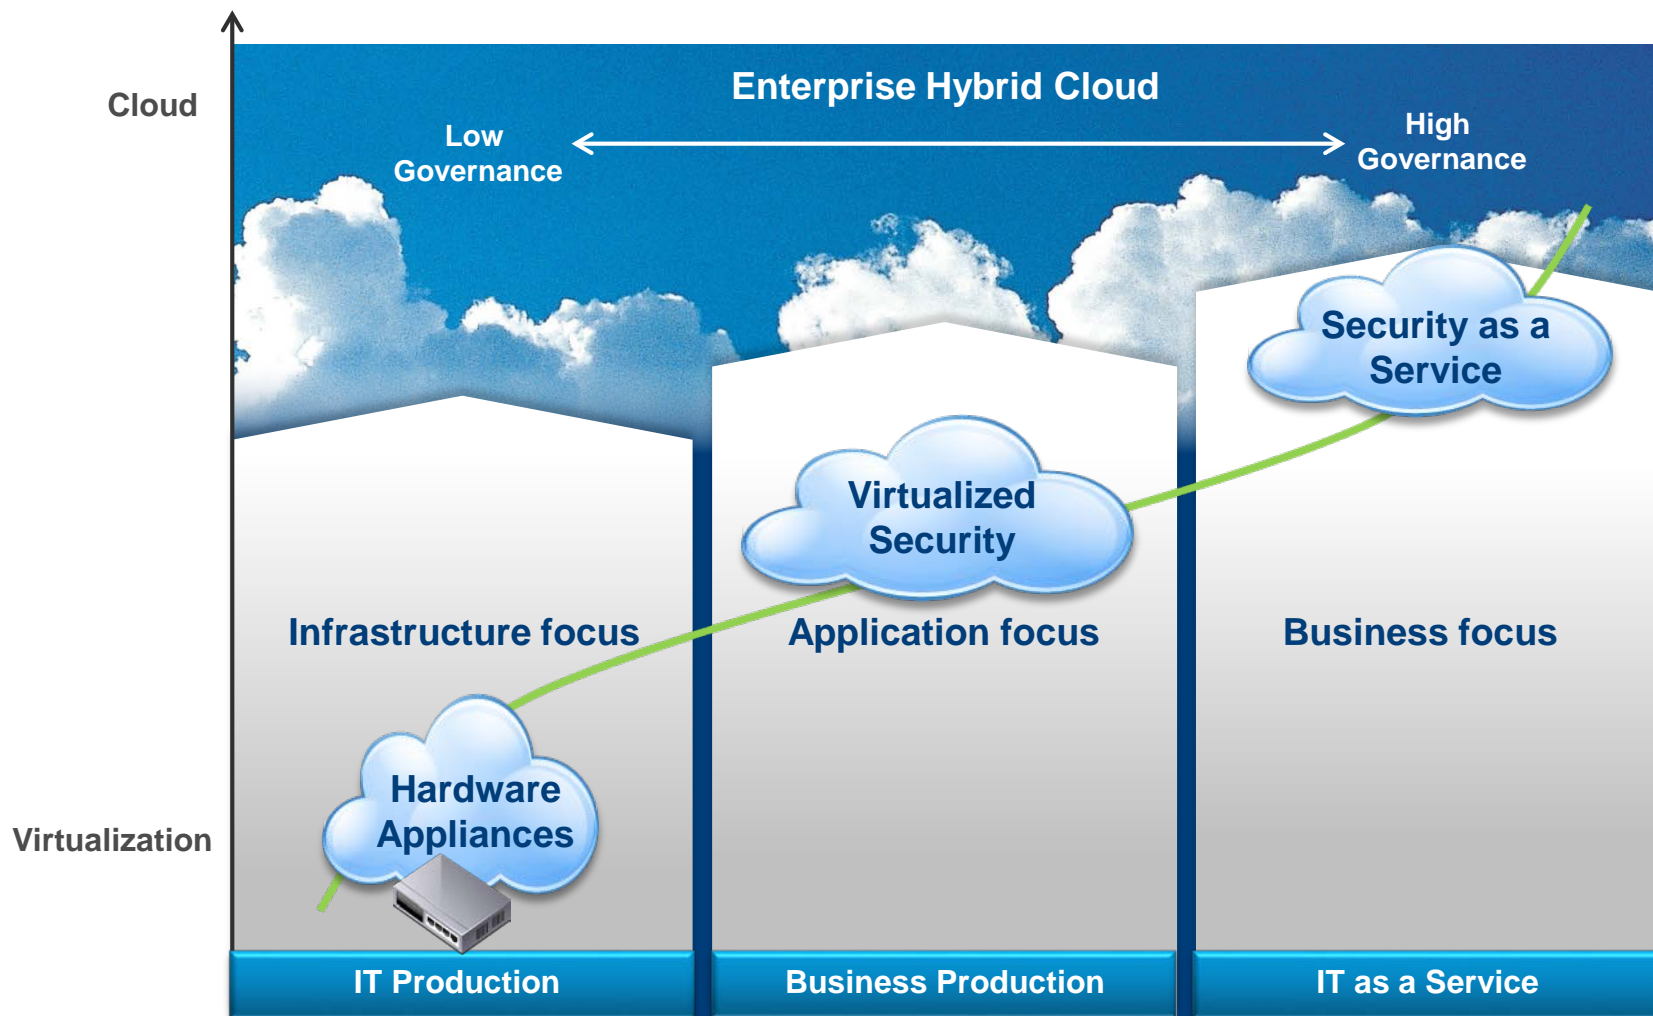 Enterprise Hybrid Cloud
Cloud
Low
Governance
High
Governance
Security as a
Service
Virtualized
Security
Infrastructure focus
Application focus
Business focus
Hardware
Appliances
Virtualization
IT Production
Business Production
IT as a Service